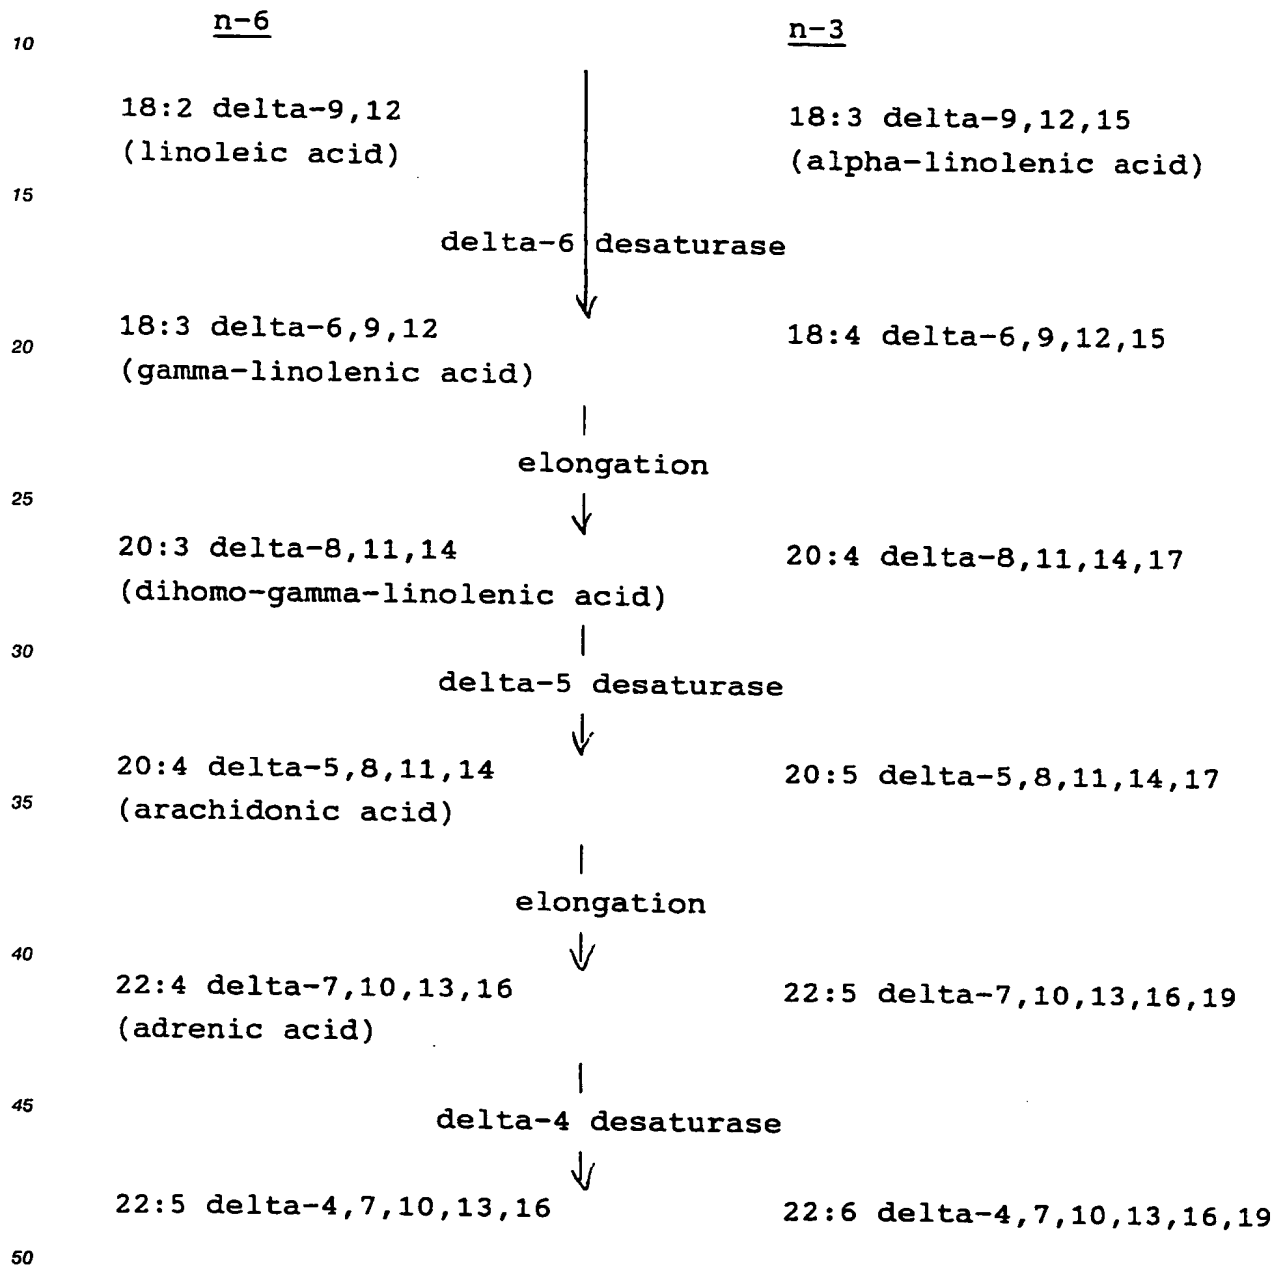 n-6
n-3
10
18:2 delta-9,12
18:3 delta-9,12,15
(linoleic acid)
(alpha-linolenic acid)
15
delta-6 desaturase
18:3 delta-6,9,12
18:4 delta-6,9,12,15
20
(gamma-linolenic acid)
elongation
25
20:3 delta-8,11,14
20:4 delta-8,11,14,17
(dihomo-gamma-linolenic acid)
30
delta-5 desaturase
20:4 delta-5,8,11,14
20:5 delta-5,8,11,14,17
35
(arachidonic acid)
elongation
40
22:4 delta-7,10,13,16
22:5 delta-7,10,13,16,19
(adrenic acid)
45
delta-4 desaturase
22:5 delta-4,7,10,13,16
22:6 delta-4,7,10,13,16,19
50